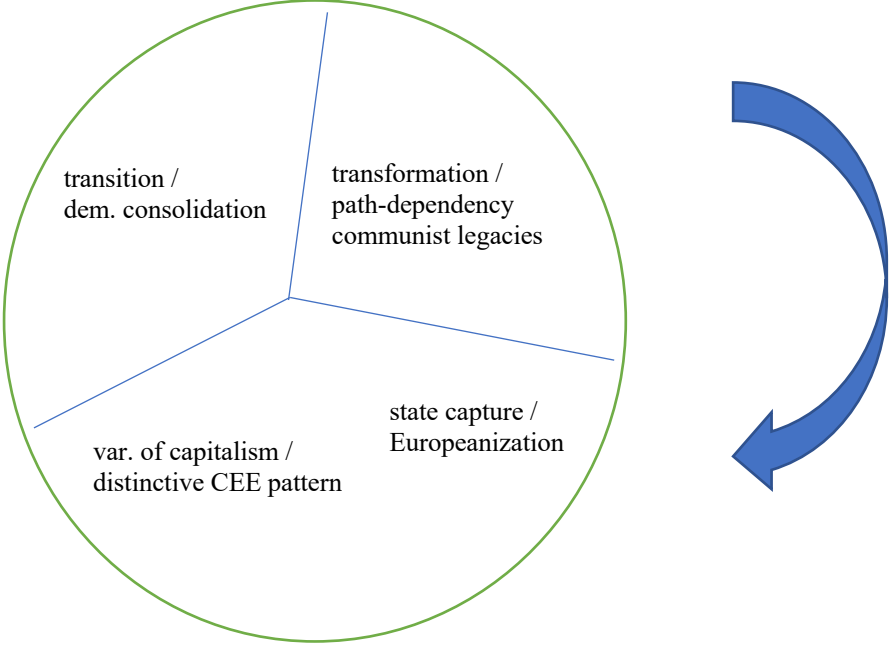 transition /
dem. consolidation
transformation /
path-dependency
communist legacies
var. of capitalism /
distinctive CEE pattern
state capture /
Europeanization